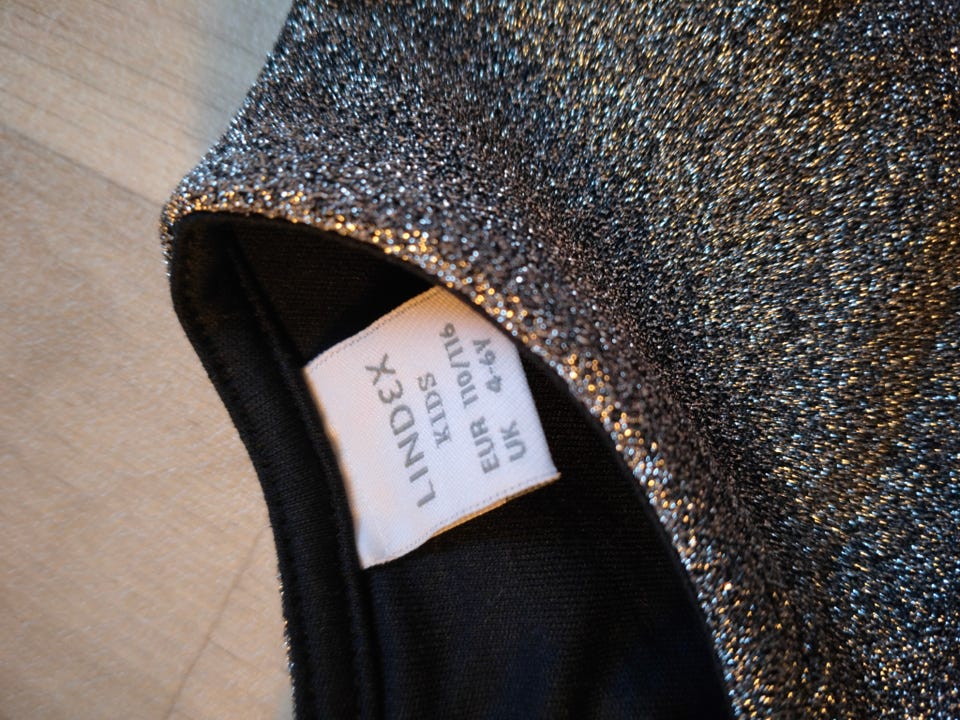 LINDEX
KIDS
EUR 110/116
UK 4-6Y